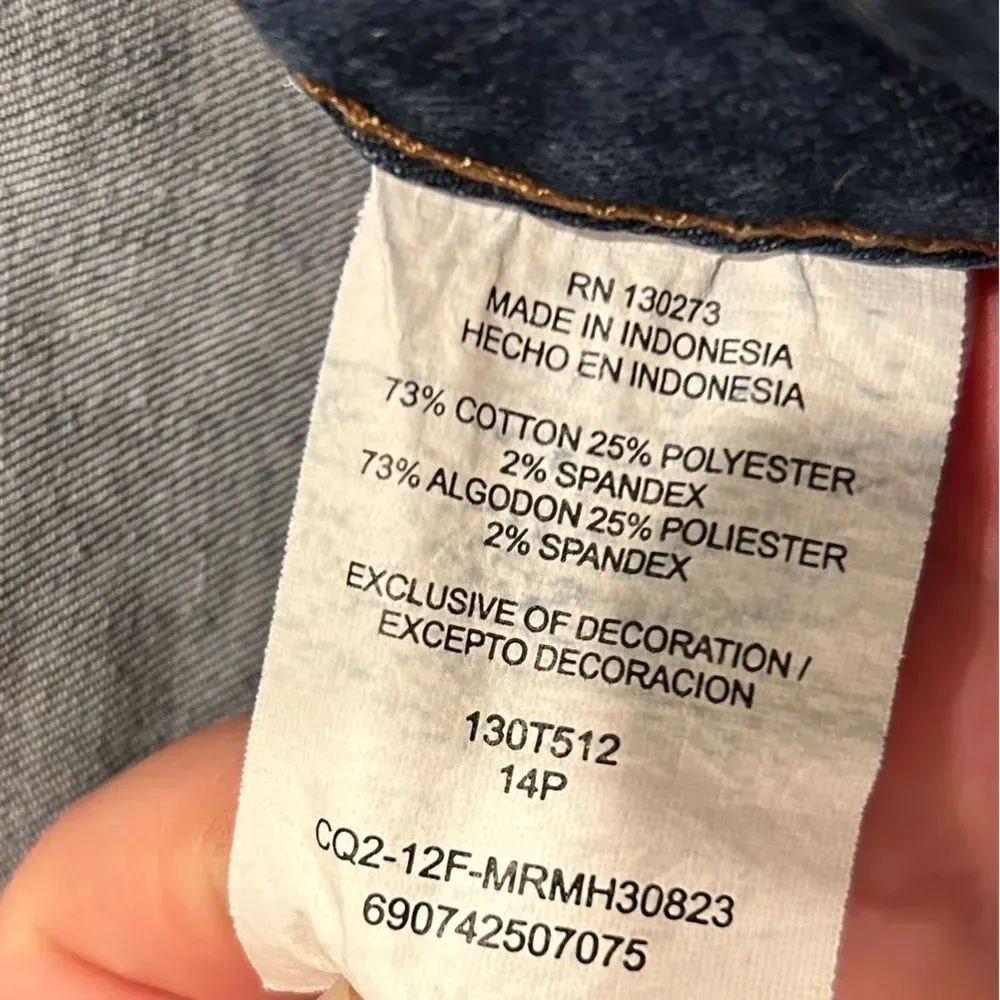 RN 130273
MADE IN INDONESIA
HECHO EN INDONESIA
73% COTTON 25% POLYESTER
2% SPANDEX
73% ALGODON 25% POLIESTER
2% SPANDEX
EXCLUSIVE OF DECORATION /
EXCEPTO DECORACION
130T512
14P
CQ2-12F-MRMH30823
690742507075